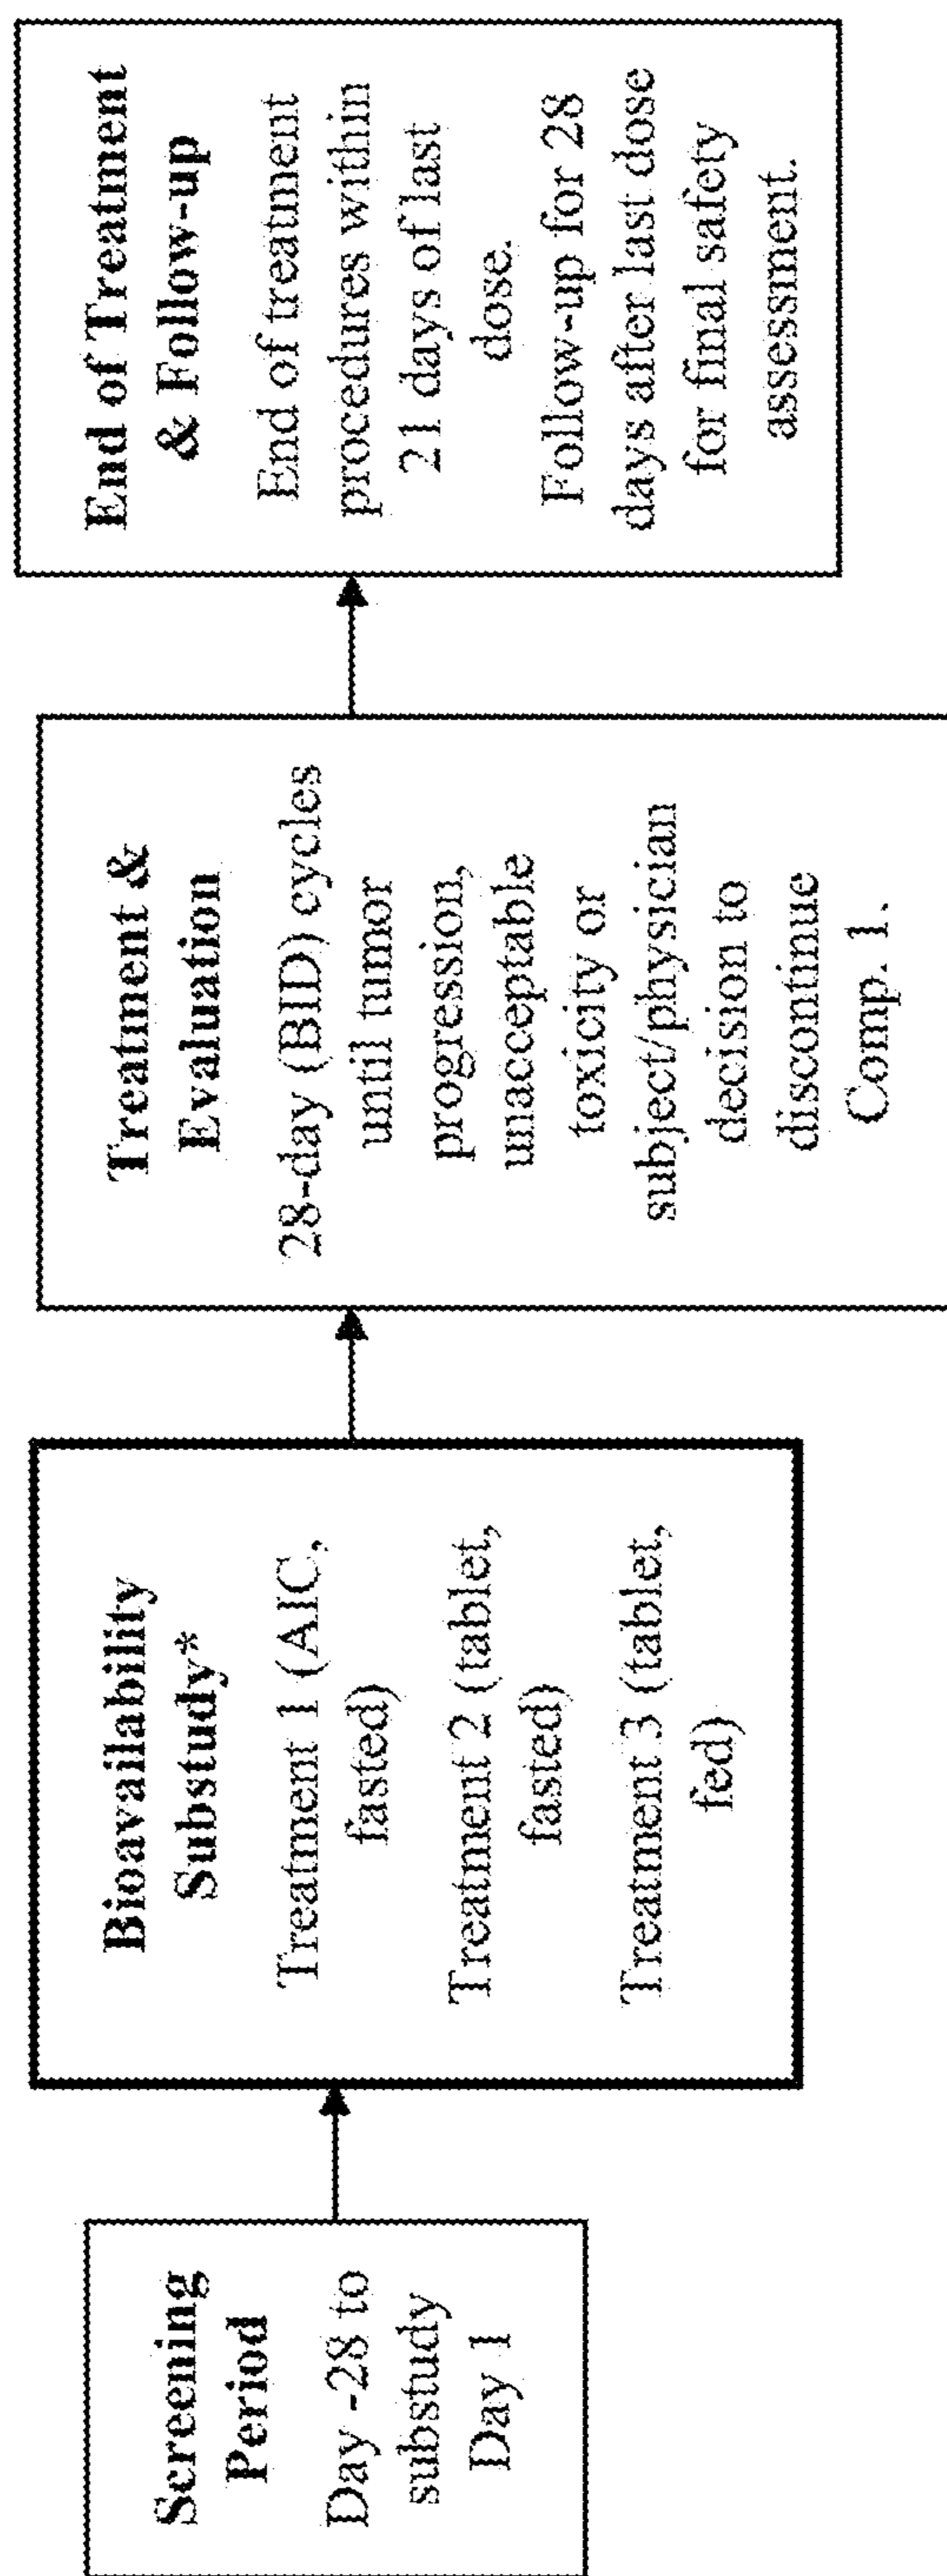 Screening
Period
Day -28 to
substudy
Day 1
Bioavailability
Substudy*
Treatment 1 (AIC,
fasted)
Treatment 2 (tablet,
fasted)
Treatment 3 (tablet,
fed)
Treatment &
Evaluation
28-day (BID) cycles
until tumor
progression,
unacceptable
toxicity or
subject/physician
decision to
discontinue
Comp. 1.
End of Treatment
& Follow-up
End of treatment
procedures within
21 days of last
dose.
Follow-up for 28
days after last dose
for final safety
assessment.